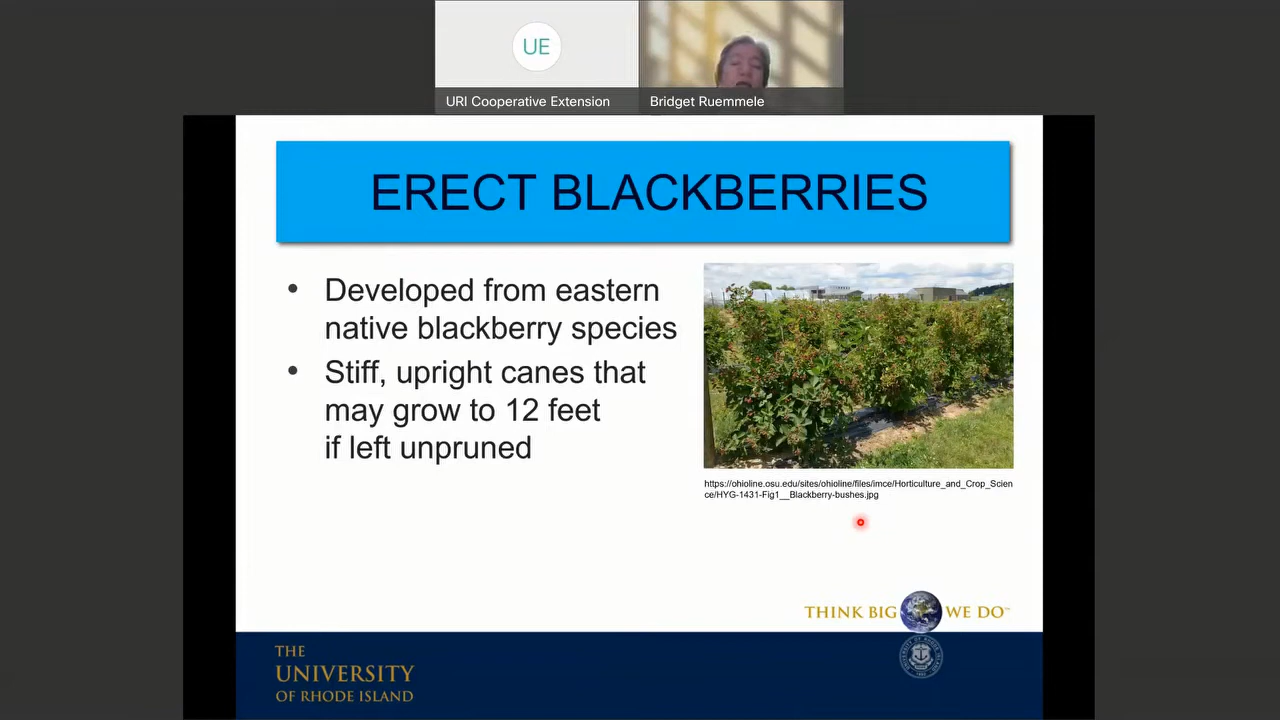 UE
URI Cooperative Extension
Bridget Ruemmele
ERECT BLACKBERRIES
• Developed from eastern
native blackberry species
• Stiff, upright canes that
may grow to 12 feet
if left unpruned
https://ohioline.osu.edu/sites/ohioline/files/imce/Horticulture_and_Crop_Scien
ce/HYG-1431-Fig1__Blackberry-bushes.jpg
THINK BIG WE DO™
THE
UNIVERSITY
OF RHODE ISLAND